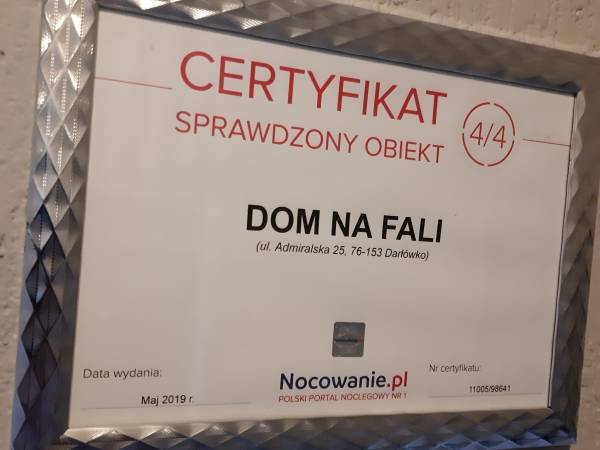 CERTYFIKAT
SPRAWDZONY OBIEKT
4/4
DOM NA FALI
(ul. Admiralska 25, 76-153 Darłówko)
Data wydania:
Maj 2019 r.
Nocowanie.pl
POLSKI PORTAL NOCLEGOWY NR 1
Nr certyfikatu:
11005/98641